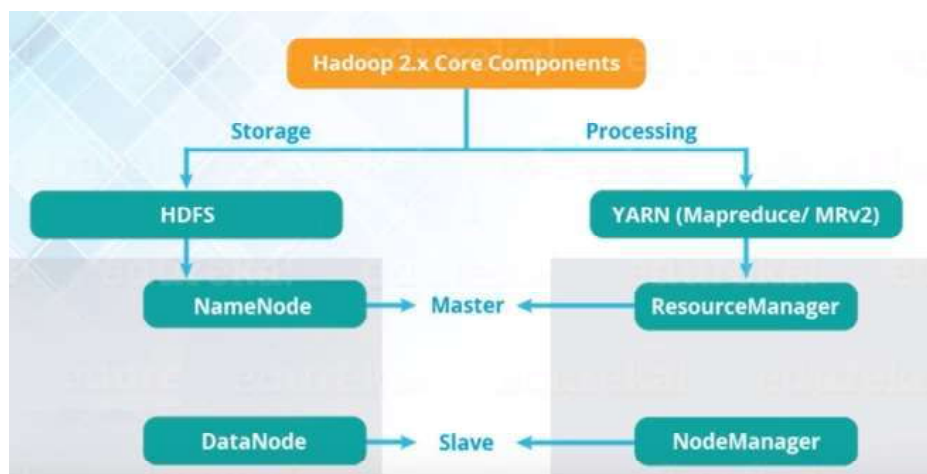 Hadoop 2.x Core Components
Storage
Processing
HDFS
YARN (Mapreduce/ MRv2)
NameNode
Master
ResourceManager
DataNode
Slave
NodeManager